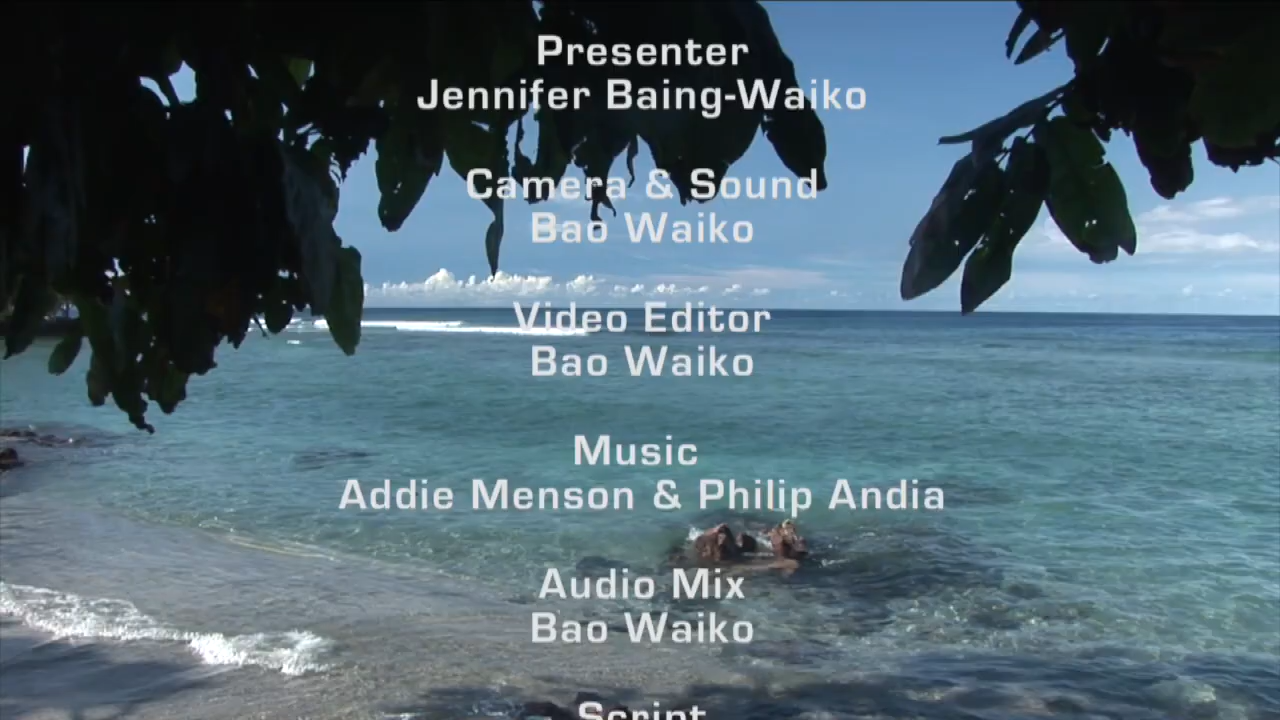 Presenter
Jennifer Baing-Waiko
Camera & Sound
Bao Waiko
Video Editor
Bao Waiko
Music
Addie Menson & Philip Andia
Audio Mix
Bao Waiko
Script